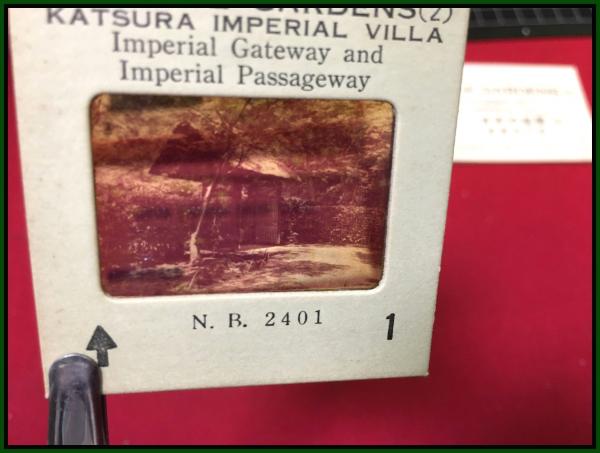 GARDENS(2)
KATSURA IMPERIAL VILLA
Imperial Gateway and
Imperial Passageway
N. B. 2401
1